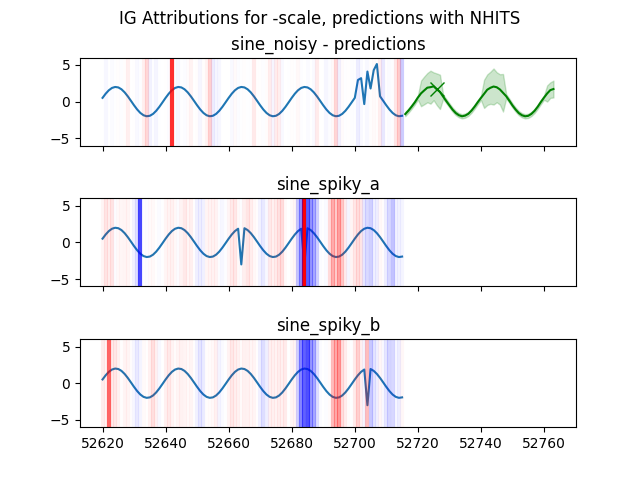 IG Attributions for -scale, predictions with NHITS
sine_noisy - predictions
5
0
−5
sine_spiky_a
5
0
−5
sine_spiky_b
5
0
−5
52620 52640 52660 52680 52700 52720 52740 52760